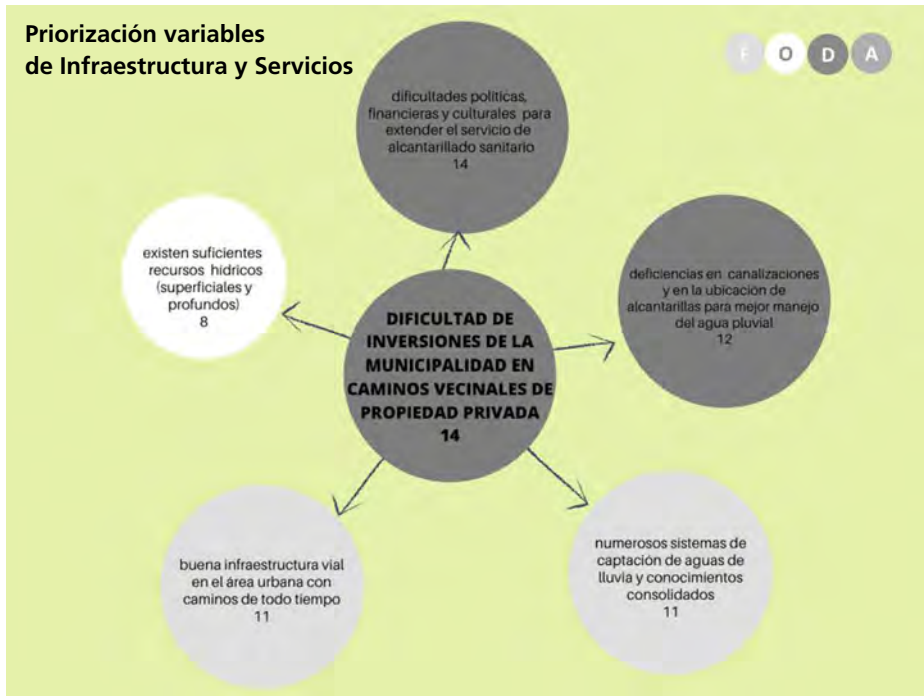 Priorización variables
de Infraestructura y Servicios
F O D A
dificultades políticas,
financieras y culturales para
extender el servicio de
alcantarillado sanitario
14
existen suficientes
recursos hídricos
(superficiales y
profundos)
8
deficiencias en canalizaciones
y en la ubicación de
alcantarillas para mejor manejo
del agua pluvial
12
DIFICULTAD DE
INVERSIONES DE LA
MUNICIPALIDAD EN
CAMINOS VECINALES DE
PROPIEDAD PRIVADA
14
buena infraestructura vial
en el área urbana con
caminos de todo tiempo
11
numerosos sistemas de
captación de aguas de
lluvia y conocimientos
consolidados
11